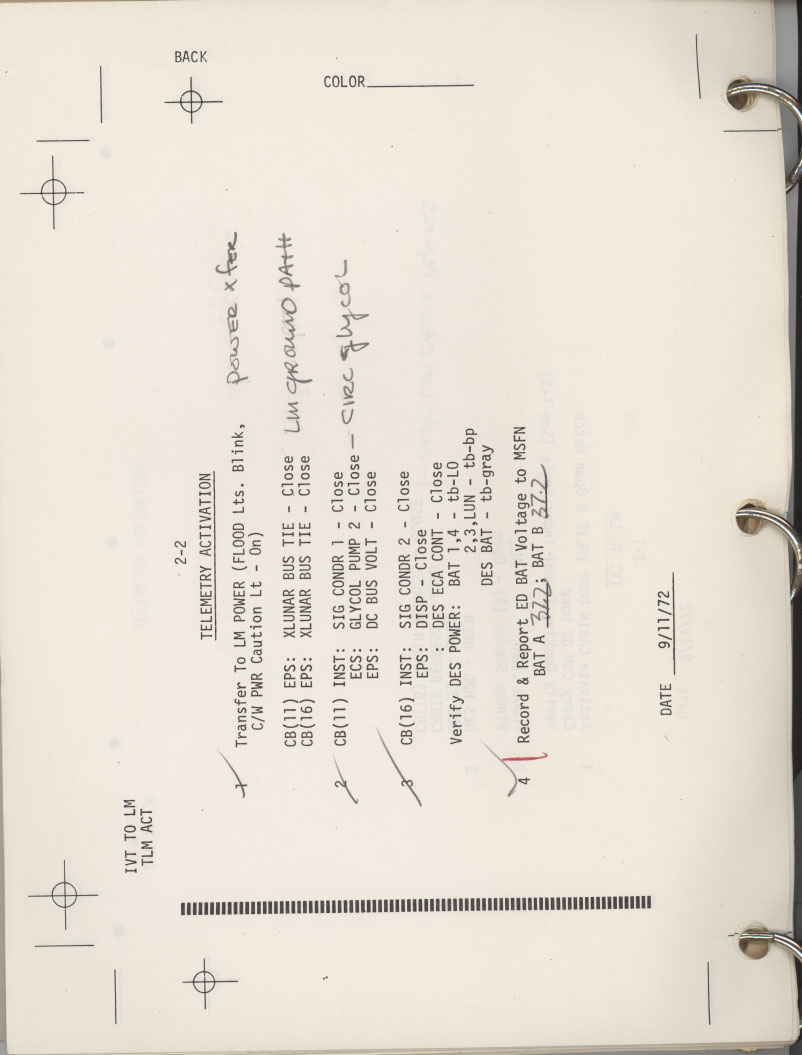 BACK
COLOR
IVT TO LM
TLM ACT
2-2
TELEMETRY ACTIVATION
1 Transfer To LM POWER (FLOOD Lts. Blink, POWER XfER
C/W PWR Caution Lt - On)
CB(11) EPS: XLUNAR BUS TIE - Close LM GROUND PATH
CB(16) EPS: XLUNAR BUS TIE - Close
2 CB(11) INST: SIG CONDR 1 - Close
ECS: GLYCOL PUMP 2 - Close — CIRC glycol
EPS: DC BUS VOLT - Close
3 CB(16) INST: SIG CONDR 2 - Close
EPS: DISP - Close
: DES ECA CONT - Close
Verify DES POWER: BAT 1,4 - tb-LO
2,3,LUN - tb-bp
DES BAT - tb-gray
4 Record & Report ED BAT Voltage to MSFN
BAT A 37.2; BAT B 37.2
DATE 9/11/72